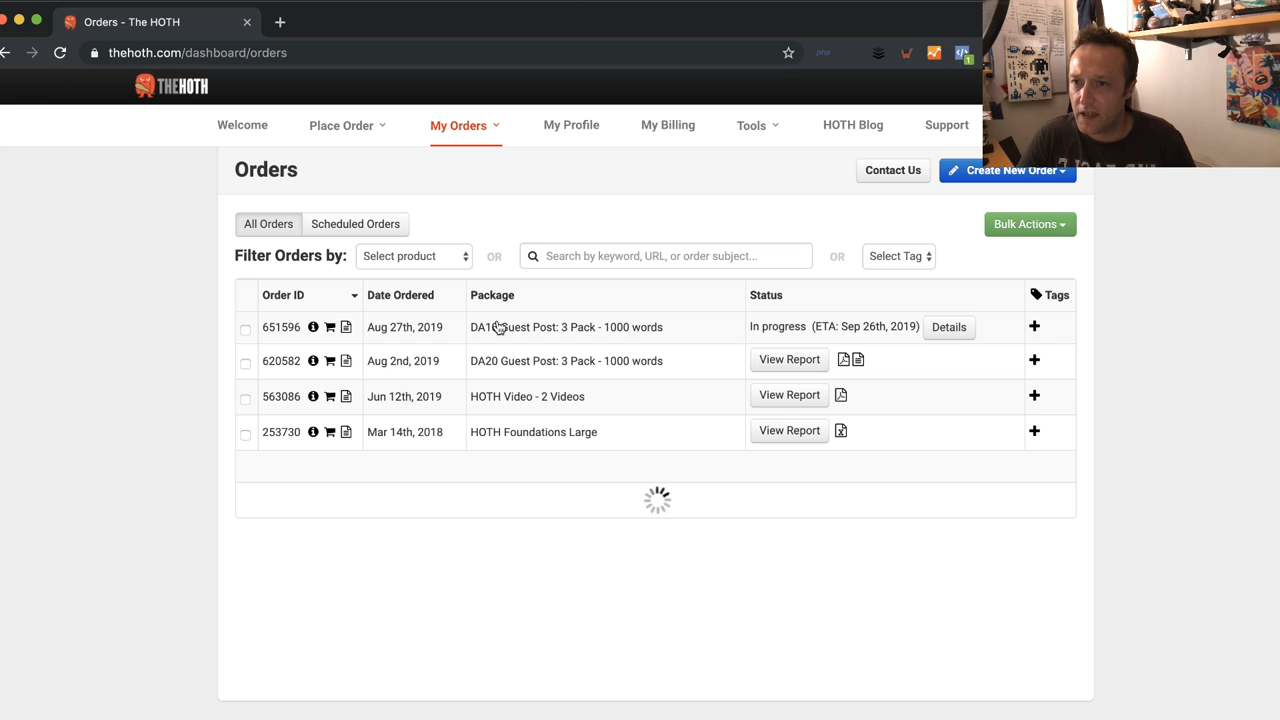 Orders - The HOTH
thehoth.com/dashboard/orders
php
1
THEHOTH
Welcome
Place Order
My Orders
My Profile
My Billing
Tools
HOTH Blog
Support
Orders
Contact Us
Create New Order
All Orders
Scheduled Orders
Bulk Actions
Filter Orders by:
Select product
OR
Search by keyword, URL, or order subject...
OR
Select Tag
Order ID Date Ordered Package Status Tags
651596 Aug 27th, 2019 DA10 Guest Post: 3 Pack - 1000 words In progress (ETA: Sep 26th, 2019) Details
620582 Aug 2nd, 2019 DA20 Guest Post: 3 Pack - 1000 words View Report
563086 Jun 12th, 2019 HOTH Video - 2 Videos View Report
253730 Mar 14th, 2018 HOTH Foundations Large View Report